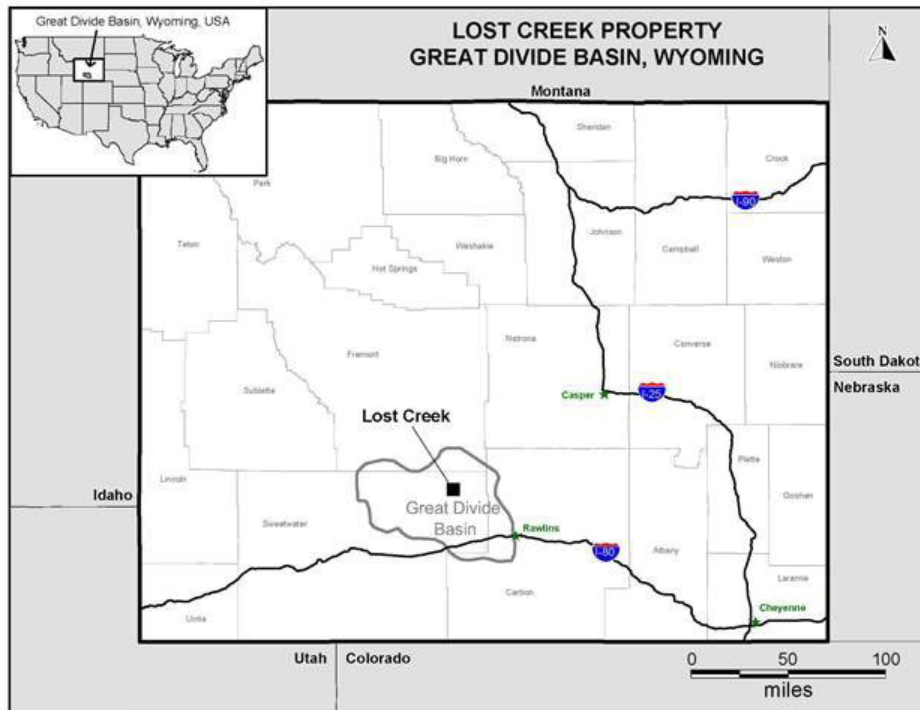 Great Divide Basin, Wyoming, USA
LOST CREEK PROPERTY
GREAT DIVIDE BASIN, WYOMING
N
Montana
Sheridan
Big Horn
Crook
Park
I-90
Johnson
Campbell
Teton
Washakie
Weston
Hot Springs
Natrona
Converse
Fremont
Niobrara
South Dakota
Nebraska
Sublette
Casper
I-25
Lost Creek
Platte
Lincoln
Goshen
Idaho
Great Divide
Basin
Sweetwater
Rawlins
I-80
Albany
Carbon
Laramie
Uinta
Cheyenne
Utah
Colorado
0 50 100
miles